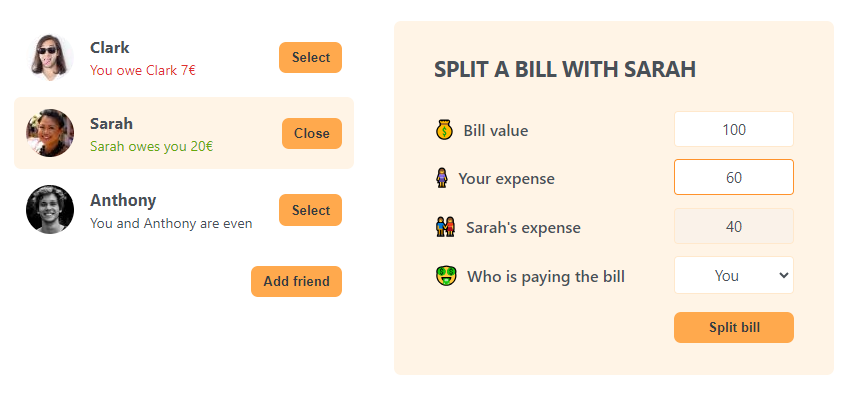 Clark
You owe Clark 7€
Select
Sarah
Sarah owes you 20€
Close
Anthony
You and Anthony are even
Select
Add friend
SPLIT A BILL WITH SARAH
Bill value
100
Your expense
60
Sarah's expense
40
Who is paying the bill
You
Split bill